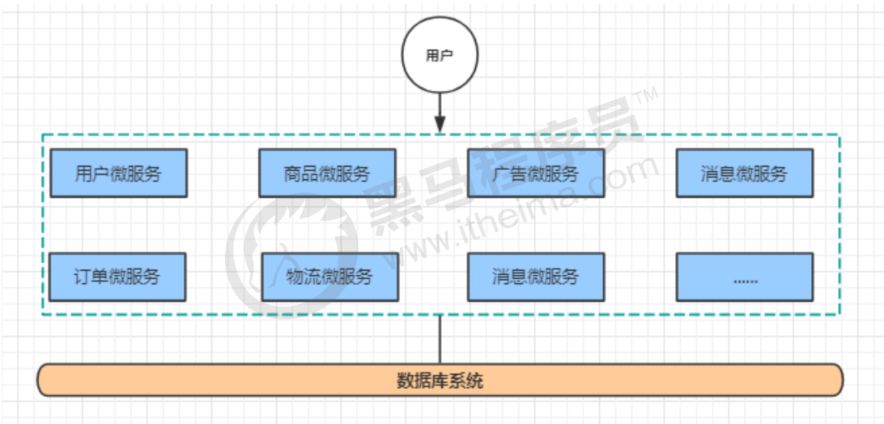 用户
用户微服务
商品微服务
广告微服务
消息微服务
订单微服务
物流微服务
消息微服务
......
数据库系统
黑马程序员™
www.itheima.com